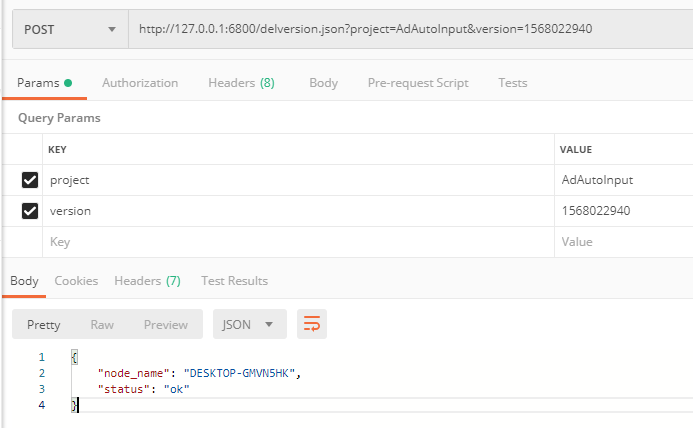 POST http://127.0.0.1:6800/delversion.json?project=AdAutoInput&version=1568022940
Params Authorization Headers (8) Body Pre-request Script Tests
Query Params
KEY VALUE
project AdAutoInput
version 1568022940
Key Value
Body Cookies Headers (7) Test Results
Pretty Raw Preview JSON
1 {
2 "node_name": "DESKTOP-GMVN5HK",
3 "status": "ok"
4 }